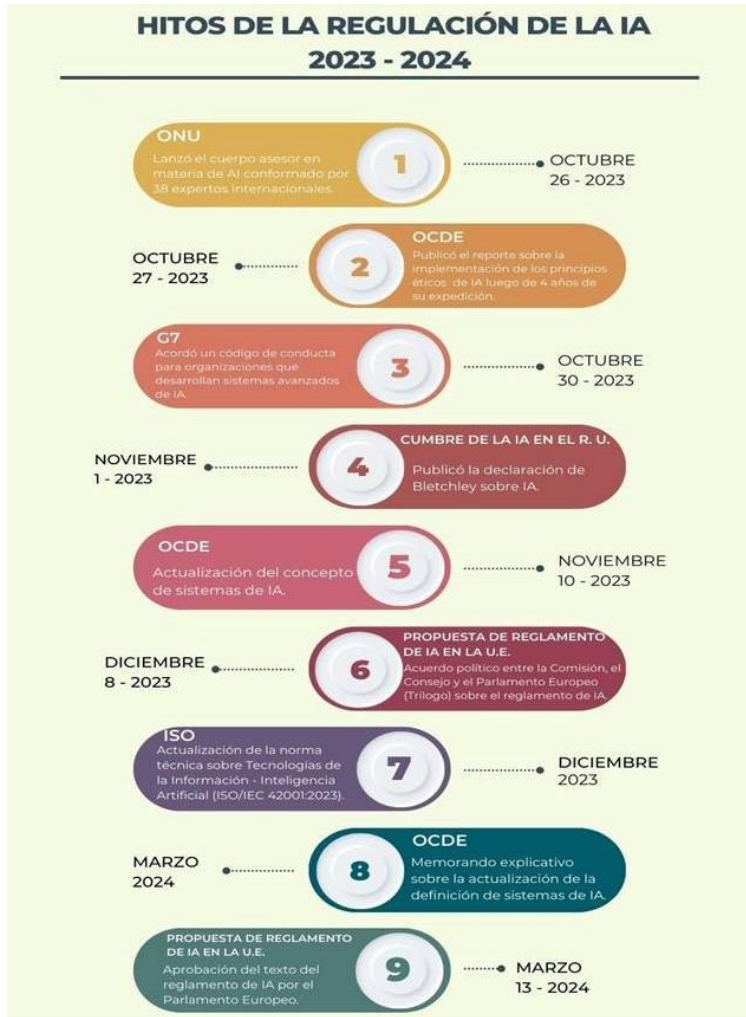 HITOS DE LA REGULACIÓN DE LA IA
2023 - 2024
ONU
Lanzó el cuerpo asesor en
materia de AI conformado por
38 expertos internacionales.
1
OCTUBRE
26 - 2023
OCTUBRE
27 - 2023
2
OCDE
Publicó el reporte sobre la
implementación de los principios
éticos de IA luego de 4 años de
su expedición.
G7
Acordó un código de conducta
para organizaciones que
desarrollan sistemas avanzados
de IA.
3
OCTUBRE
30 - 2023
NOVIEMBRE
1 - 2023
4
CUMBRE DE LA IA EN EL R. U.
Publicó la declaración de
Bletchley sobre IA.
OCDE
Actualización del concepto
de sistemas de IA.
5
NOVIEMBRE
10 - 2023
DICIEMBRE
8 - 2023
6
PROPUESTA DE REGLAMENTO
DE IA EN LA U.E.
Acuerdo político entre la Comisión, el
Consejo y el Parlamento Europeo
(Trílogo) sobre el reglamento de IA.
ISO
Actualización de la norma
técnica sobre Tecnologías de
la Información - Inteligencia
Artificial (ISO/IEC 42001:2023).
7
DICIEMBRE
2023
MARZO
2024
8
OCDE
Memorando explicativo
sobre la actualización de la
definición de sistemas de IA.
PROPUESTA DE REGLAMENTO
DE IA EN LA U.E.
Aprobación del texto del
reglamento de IA por el
Parlamento Europeo.
9
MARZO
13 - 2024